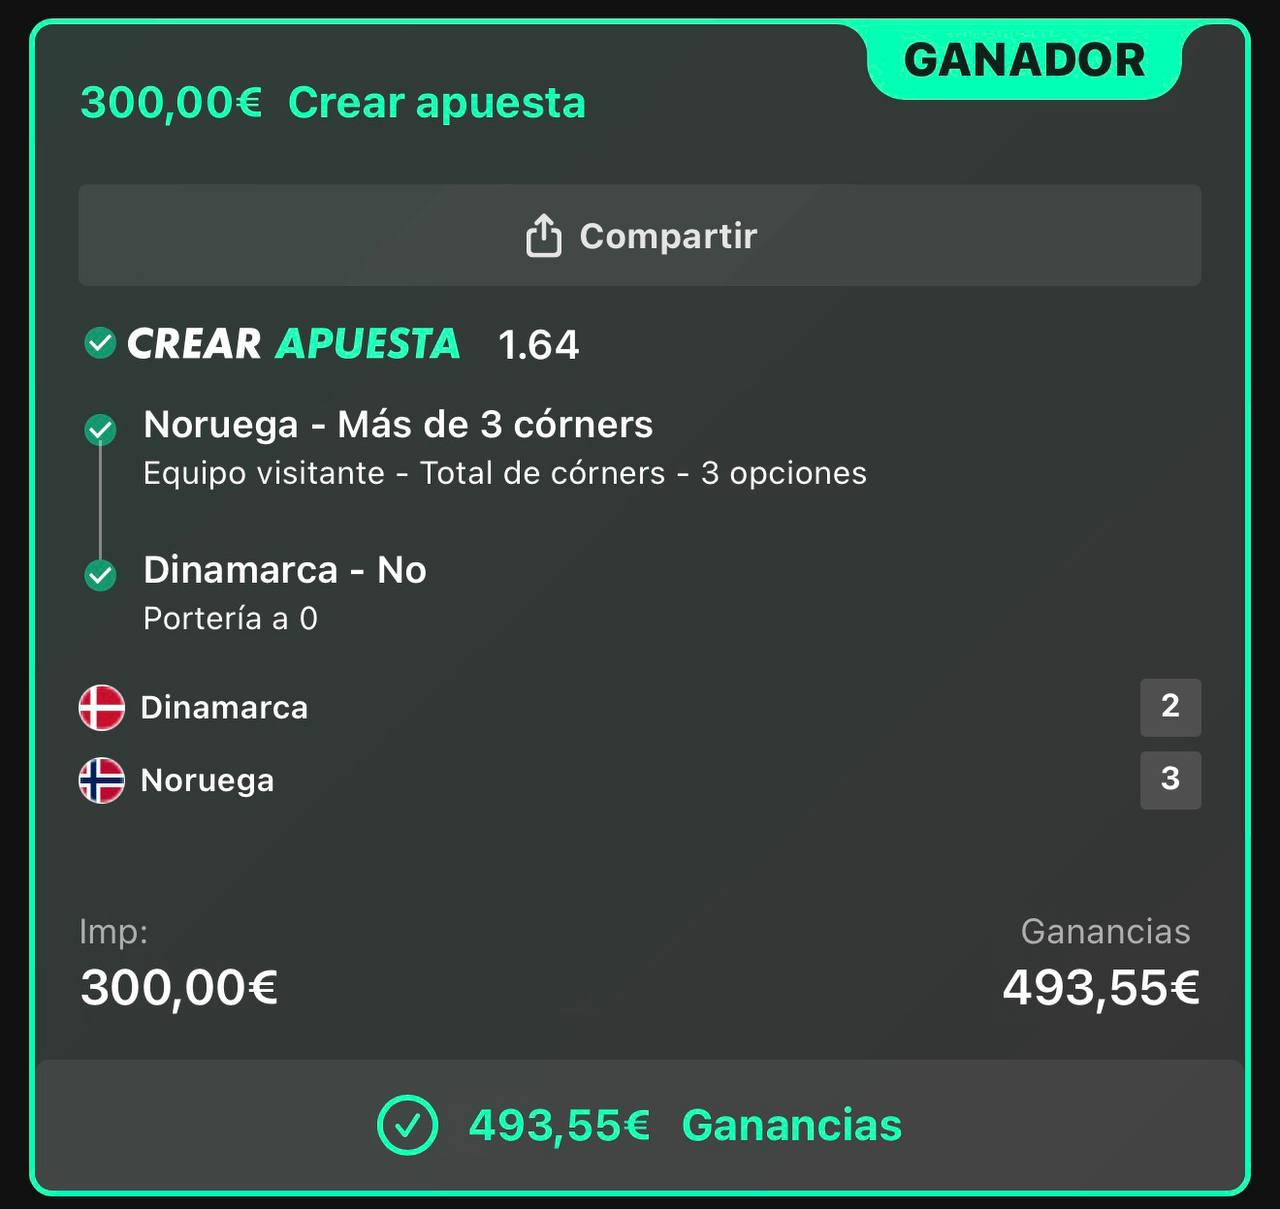 GANADOR
300,00€ Crear apuesta
Compartir
CREAR APUESTA 1.64
Noruega - Más de 3 córners
Equipo visitante - Total de córners - 3 opciones
Dinamarca - No
Portería a 0
Dinamarca 2
Noruega 3
Imp: Ganancias
300,00€ 493,55€
493,55€ Ganancias